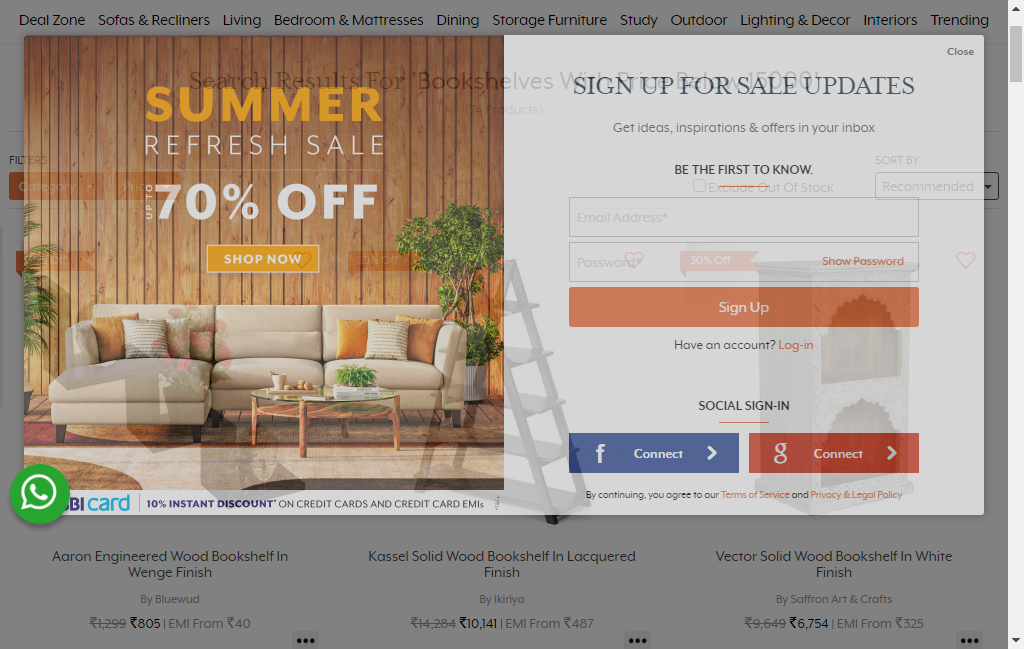 Deal Zone Sofas & Recliners Living Bedroom & Mattresses Dining Storage Furniture Study Outdoor Lighting & Decor Interiors Trending
Close
Search Results For 'Bookshelves With Price Below 15000'
SIGN UP FOR SALE UPDATES
SUMMER
REFRESH SALE
UP TO 70% OFF
SHOP NOW
Get ideas, inspirations & offers in your inbox
FILTERS
SORT BY
BE THE FIRST TO KNOW.
Category
Exclude Out Of Stock
Recommended
Email Address*
30% Off
Password*
Show Password
Sign Up
Have an account? Log-in
SOCIAL SIGN-IN
f Connect
g Connect
By continuing, you agree to our Terms of Service and Privacy & Legal Policy
card 10% INSTANT DISCOUNT* ON CREDIT CARDS AND CREDIT CARD EMIs
Aaron Engineered Wood Bookshelf In
Wenge Finish
By Bluewud
₹1,299 ₹805 | EMI From ₹40
Kassel Solid Wood Bookshelf In Lacquered
Finish
By Ikiriya
₹14,284 ₹10,141 | EMI From ₹487
Vector Solid Wood Bookshelf In White
Finish
By Saffron Art & Crafts
₹9,649 ₹6,754 | EMI From ₹325